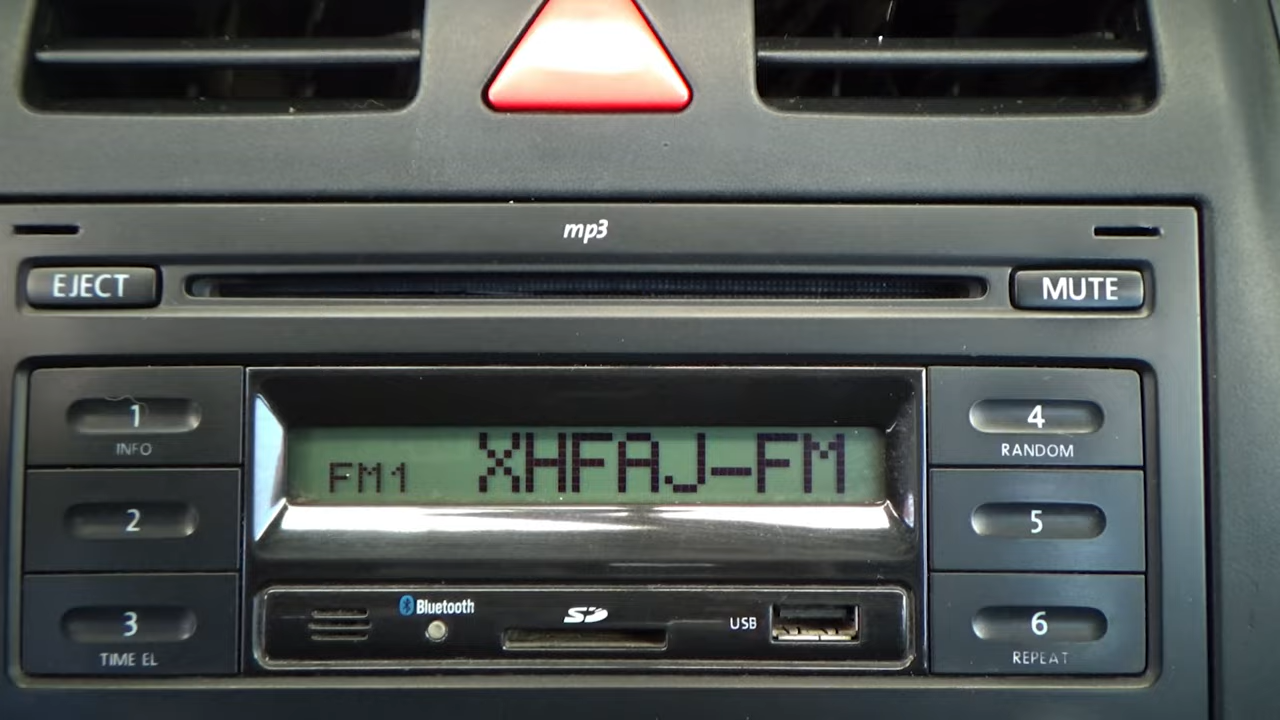 mp3
EJECT
MUTE
1
INFO
4
RANDOM
FM1 XHFAJ-FM
2
5
3
TIME EL
Bluetooth
SD
USB
6
REPEAT